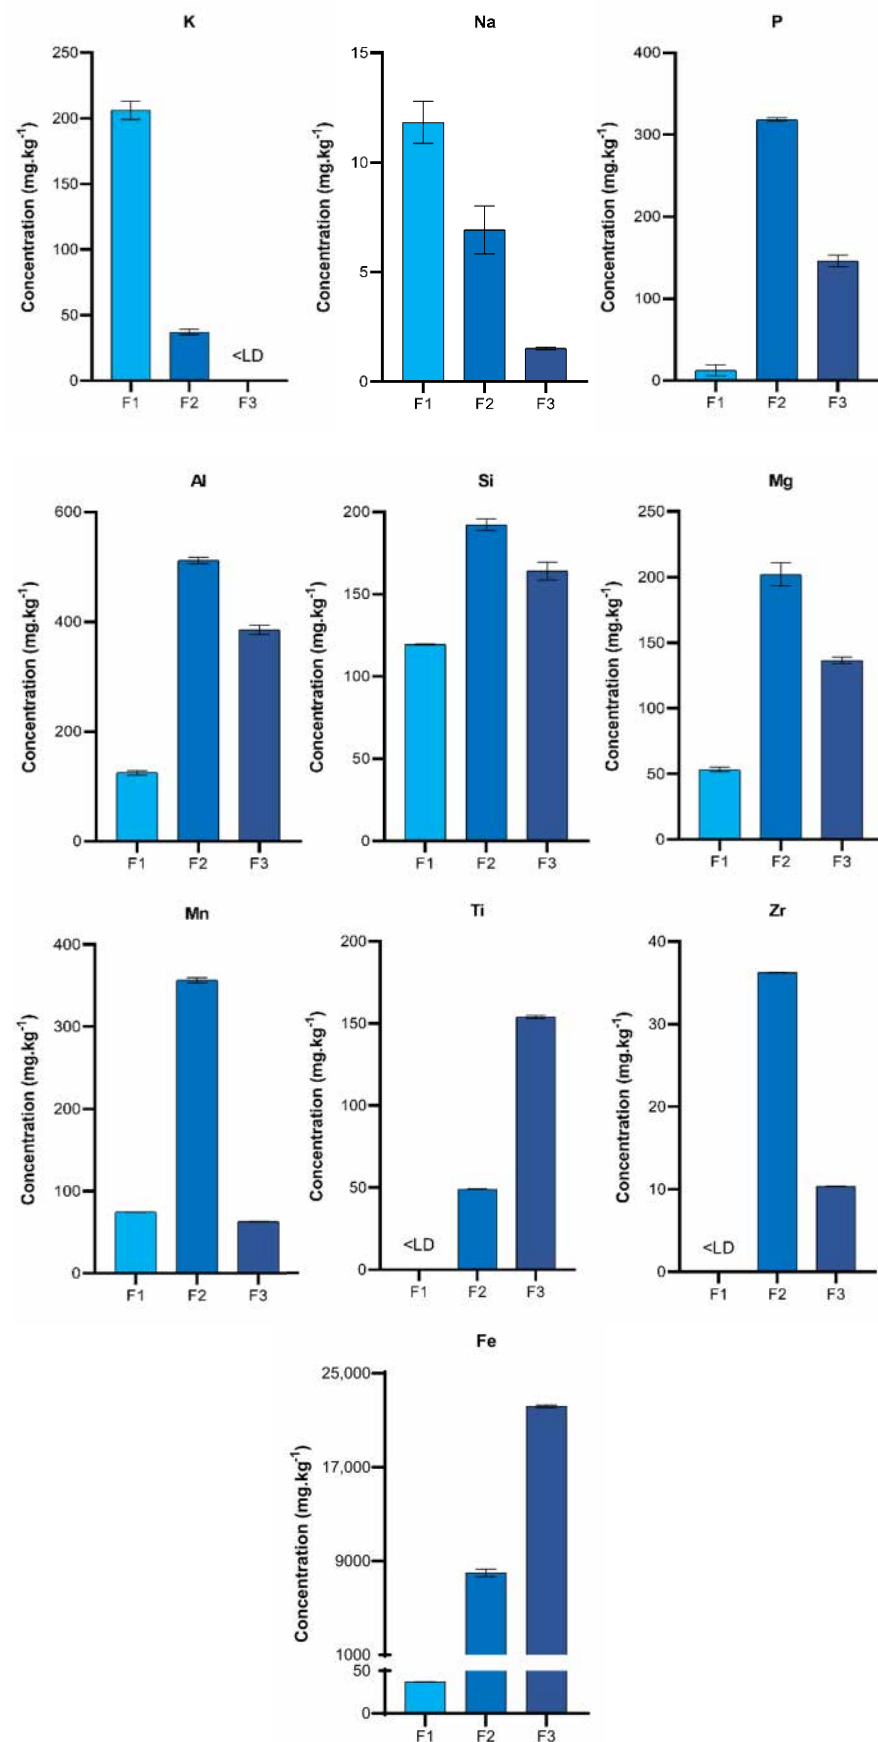 K
Concentration (mg.kg⁻¹)
250
200
150
100
50
0
<LD
F1 F2 F3
Na
Concentration (mg.kg⁻¹)
15
10
5
0
F1 F2 F3
P
Concentration (mg.kg⁻¹)
400
300
200
100
0
F1 F2 F3
Al
Concentration (mg.kg⁻¹)
600
400
200
0
F1 F2 F3
Si
Concentration (mg.kg⁻¹)
200
150
100
50
0
F1 F2 F3
Mg
Concentration (mg.kg⁻¹)
250
200
150
100
50
0
F1 F2 F3
Mn
Concentration (mg.kg⁻¹)
400
300
200
100
0
F1 F2 F3
Ti
Concentration (mg.kg⁻¹)
200
150
100
50
0
<LD
F1 F2 F3
Zr
Concentration (mg.kg⁻¹)
40
30
20
10
0
<LD
F1 F2 F3
Fe
Concentration (mg.kg⁻¹)
25,000
17,000
9000
1000
50
0
F1 F2 F3